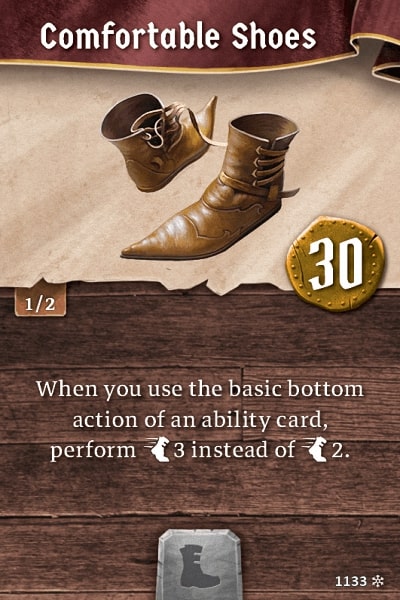 Comfortable Shoes
30
1/2
When you use the basic bottom
action of an ability card,
perform 3 instead of 2.
1133